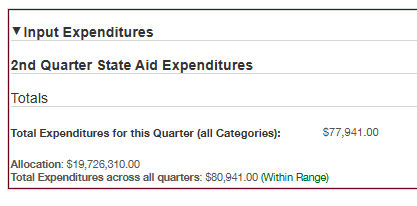 ▼Input Expenditures
2nd Quarter State Aid Expenditures
Totals
Total Expenditures for this Quarter (all Categories): $77,941.00
Allocation: $19,726,310.00
Total Expenditures across all quarters: $80,941.00 (Within Range)